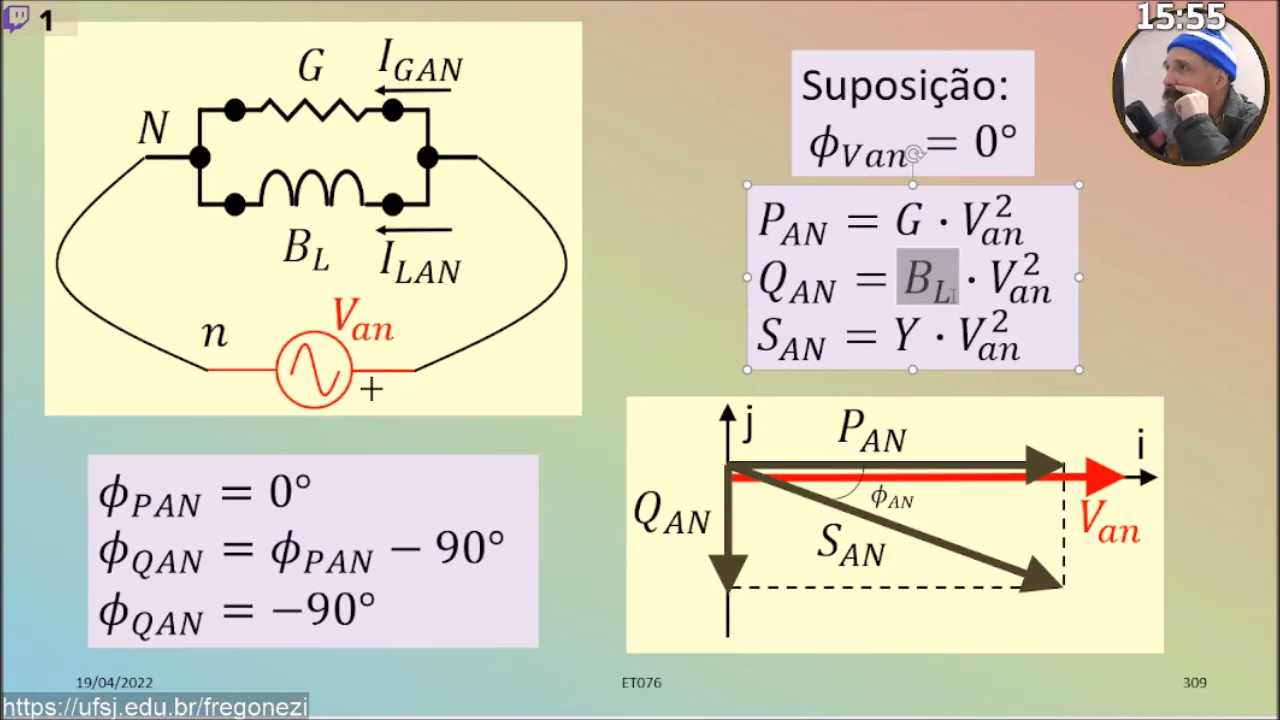 1
15:55
G
I_GAN
N
B_L
I_LAN
n
V_an
+
Suposição:
ϕ_Van = 0°
P_AN = G · V_an^2
Q_AN = B_L · V_an^2
S_AN = Y · V_an^2
ϕ_PAN = 0°
ϕ_QAN = ϕ_PAN − 90°
ϕ_QAN = −90°
j
P_AN
i
Q_AN
ϕ_AN
S_AN
V_an
19/04/2022
ET076
309
https://ufsj.edu.br/fregonezi